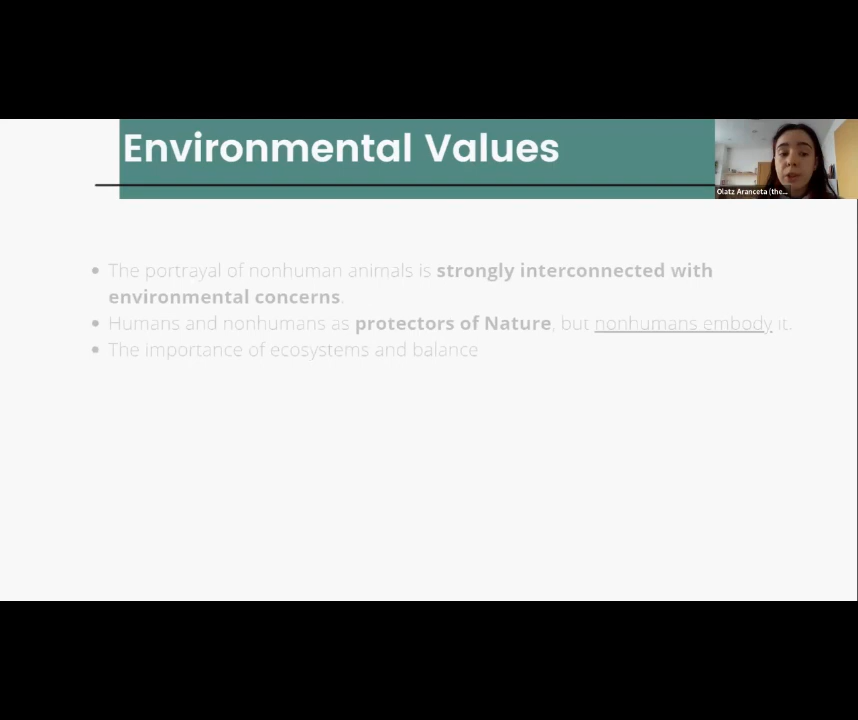 Environmental Values
Olatz Aranceta (the...
• The portrayal of nonhuman animals is strongly interconnected with
environmental concerns.
• Humans and nonhumans as protectors of Nature, but nonhumans embody it.
• The importance of ecosystems and balance